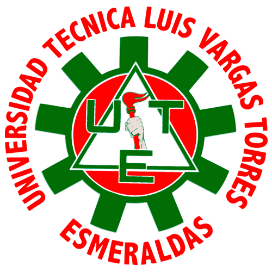 UNIVERSIDAD TECNICA LUIS VARGAS TORRES
U T
E
ESMERALDAS